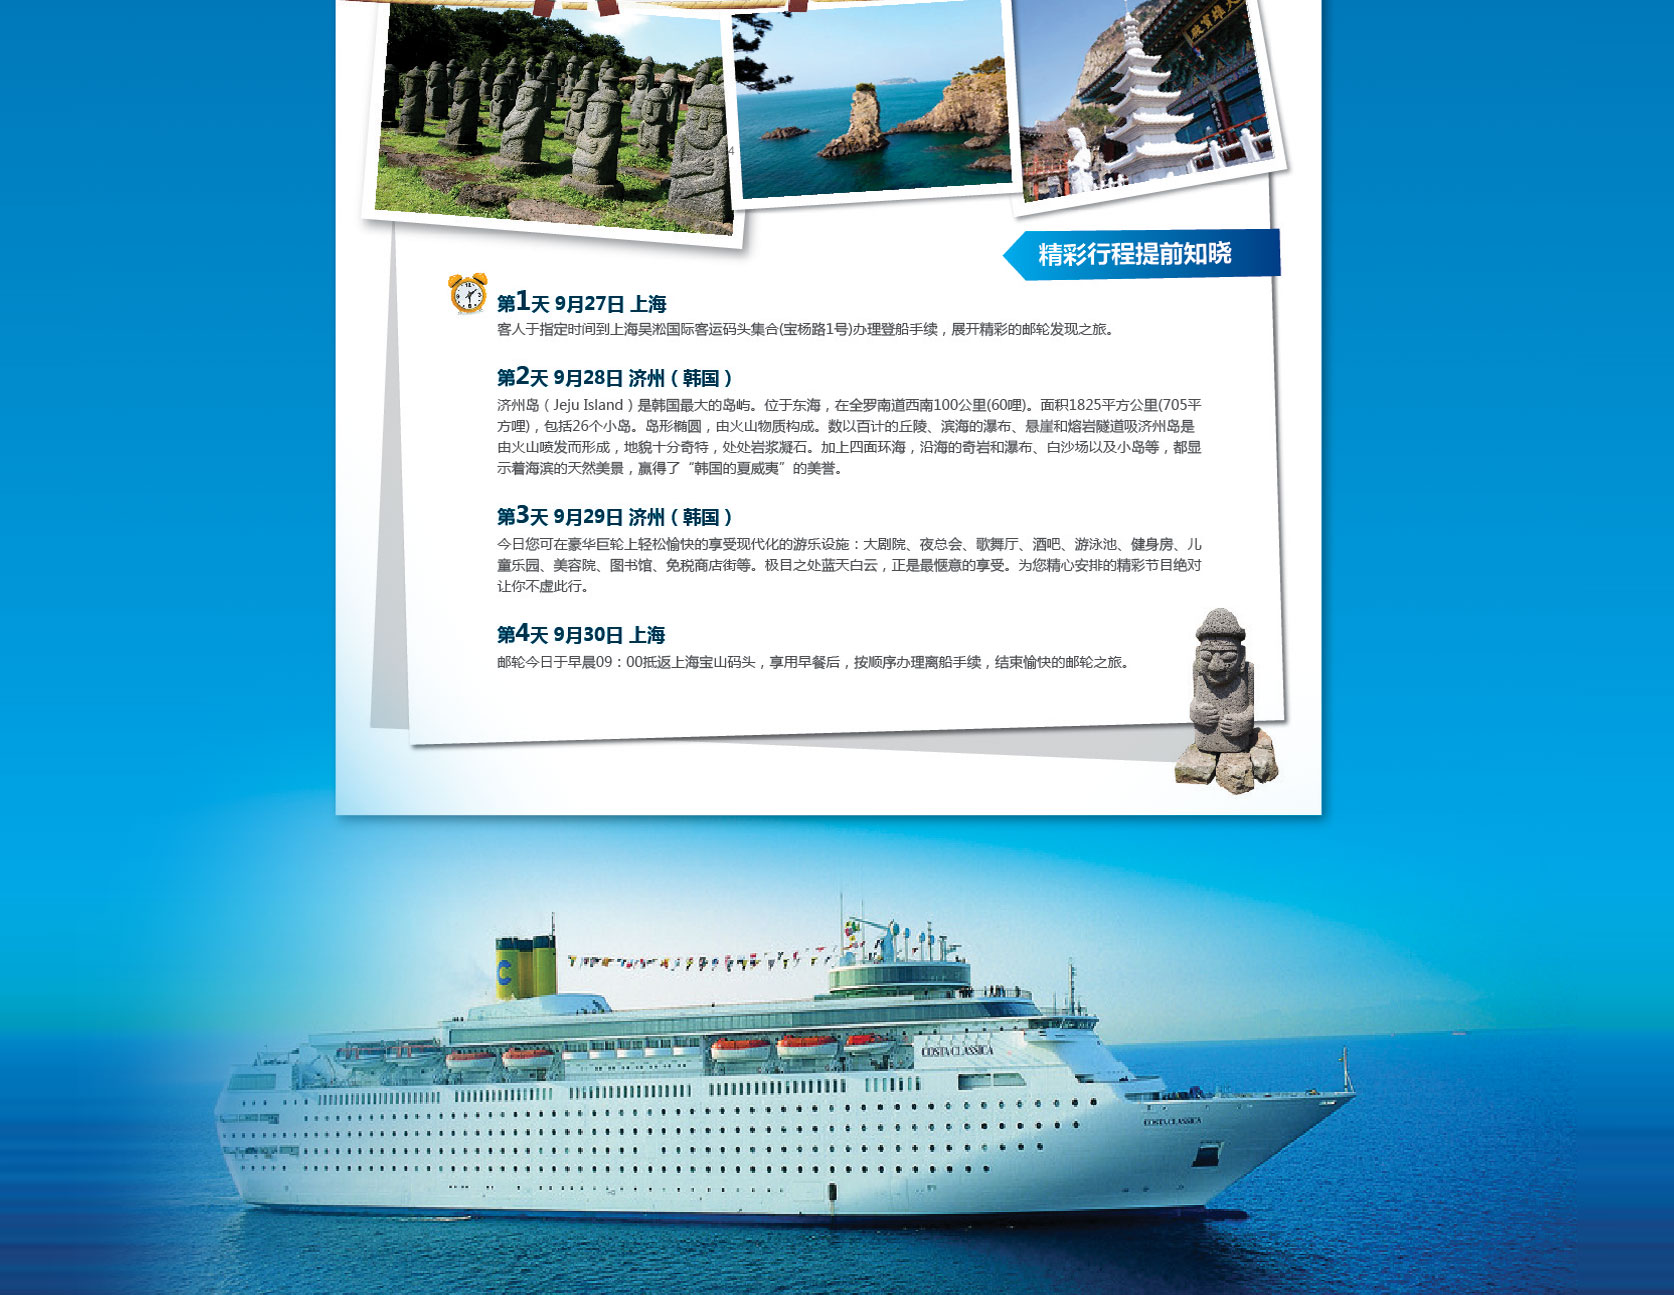 大雄寶殿
4
精彩行程提前知晓
第1天 9月27日 上海
客人于指定时间到上海吴淞国际客运码头集合(宝杨路1号)办理登船手续，展开精彩的邮轮发现之旅。
第2天 9月28日 济州（韩国）
济州岛（Jeju Island）是韩国最大的岛屿。位于东海，在全罗南道西南100公里(60哩)。面积1825平方公里(705平
方哩)，包括26个小岛。岛形椭圆，由火山物质构成。数以百计的丘陵、滨海的瀑布、悬崖和熔岩隧道吸济州岛是
由火山喷发而形成，地貌十分奇特，处处岩浆凝石。加上四面环海，沿海的奇岩和瀑布、白沙场以及小岛等，都显
示着海滨的天然美景，赢得了“韩国的夏威夷”的美誉。
第3天 9月29日 济州（韩国）
今日您可在豪华巨轮上轻松愉快的享受现代化的游乐设施：大剧院、夜总会、歌舞厅、酒吧、游泳池、健身房、儿
童乐园、美容院、图书馆、免税商店街等。极目之处蓝天白云，正是最惬意的享受。为您精心安排的精彩节目绝对
让你不虚此行。
第4天 9月30日 上海
邮轮今日于早晨09：00抵返上海宝山码头，享用早餐后，按顺序办理离船手续，结束愉快的邮轮之旅。
C
COSTA CLASSICA
COSTA CLASSICA